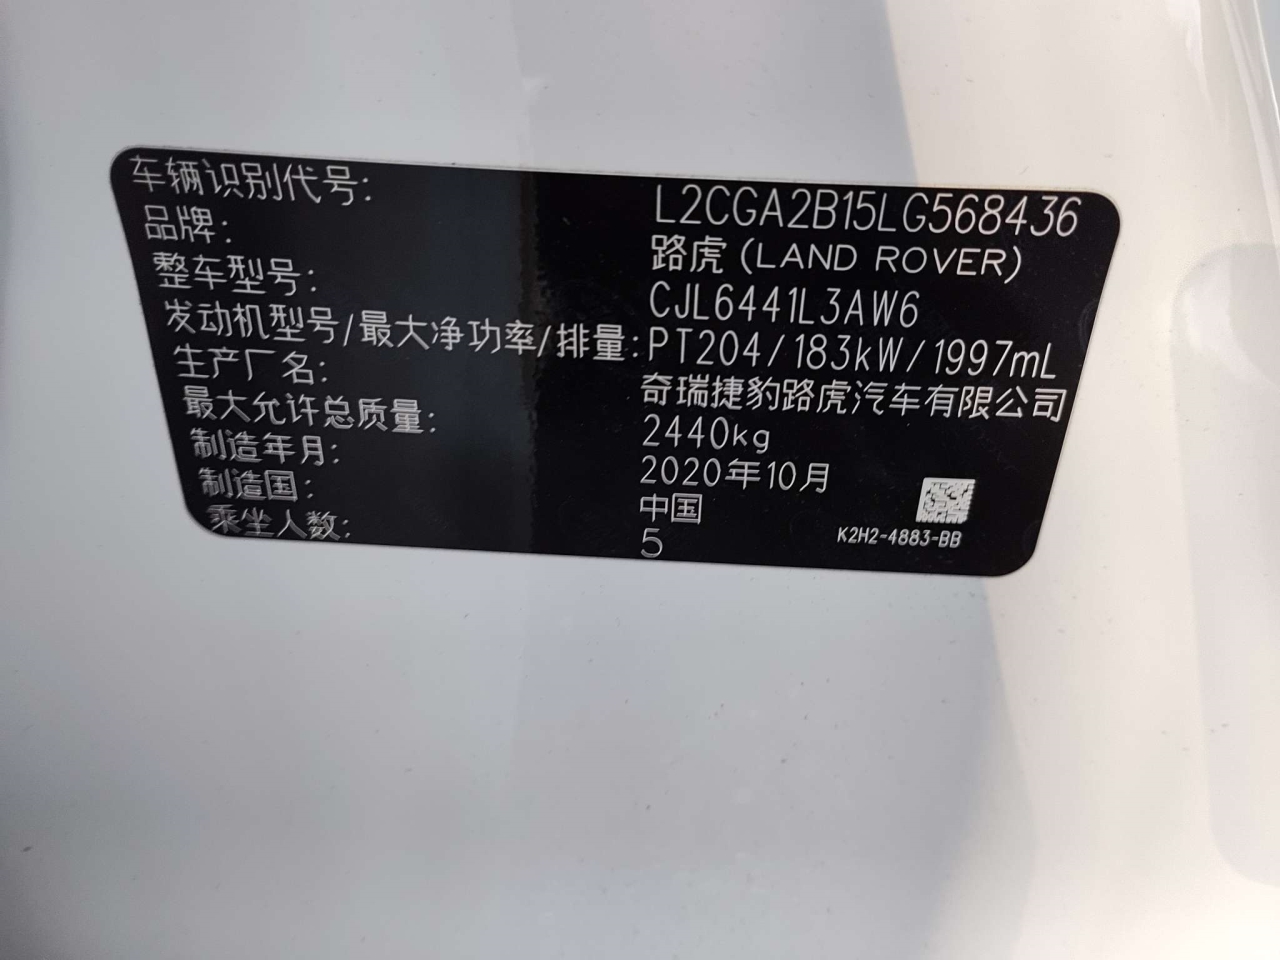 车辆识别代号: L2CGA2B15LG568436
品牌: 路虎 (LAND ROVER)
整车型号: CJL6441L3AW6
发动机型号/最大净功率/排量: PT204/183kW/1997mL
生产厂名: 奇瑞捷豹路虎汽车有限公司
最大允许总质量: 2440kg
制造年月: 2020年10月
制造国: 中国
乘坐人数: 5
K2H2-4883-BB